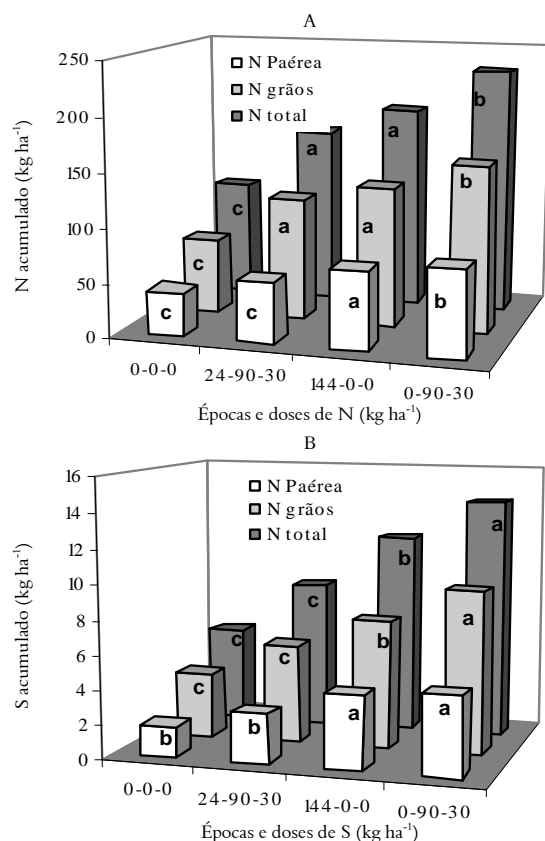 A
250
200
150
100
50
0
N acumulado (kg ha⁻¹)
N Paérea
N grãos
N total
c
c
c
c
a
a
a
a
a
b
b
b
0-0-0
24-90-30
144-0-0
0-90-30
Épocas e doses de N (kg ha⁻¹)
B
16
14
12
10
8
6
4
2
0
S acumulado (kg ha⁻¹)
N Paérea
N grãos
N total
b
c
c
b
c
c
a
b
b
a
a
a
0-0-0
24-90-30
144-0-0
0-90-30
Épocas e doses de S (kg ha⁻¹)